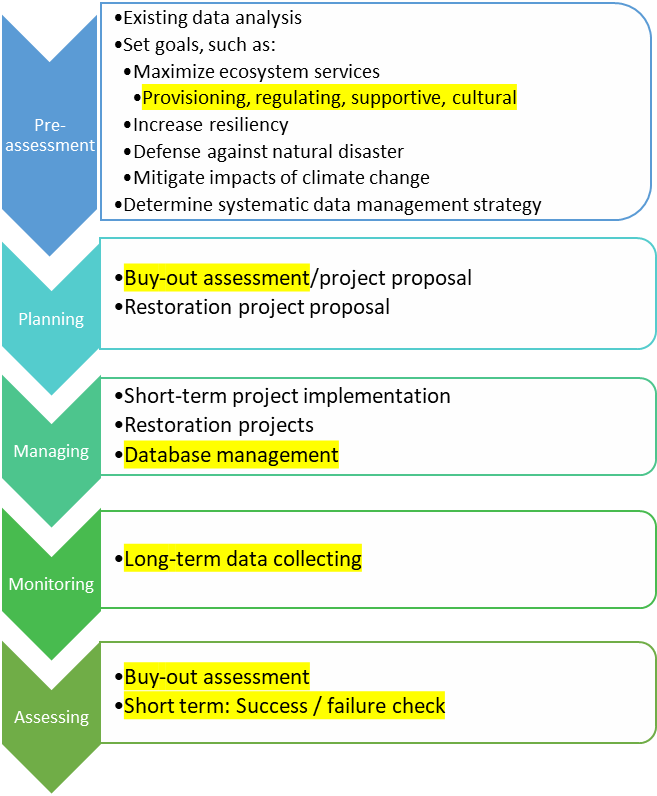 Pre-
assessment
•Existing data analysis
•Set goals, such as:
•Maximize ecosystem services
•Provisioning, regulating, supportive, cultural
•Increase resiliency
•Defense against natural disaster
•Mitigate impacts of climate change
•Determine systematic data management strategy
Planning
•Buy-out assessment/project proposal
•Restoration project proposal
Managing
•Short-term project implementation
•Restoration projects
•Database management
Monitoring
•Long-term data collecting
Assessing
•Buy-out assessment
•Short term: Success / failure check